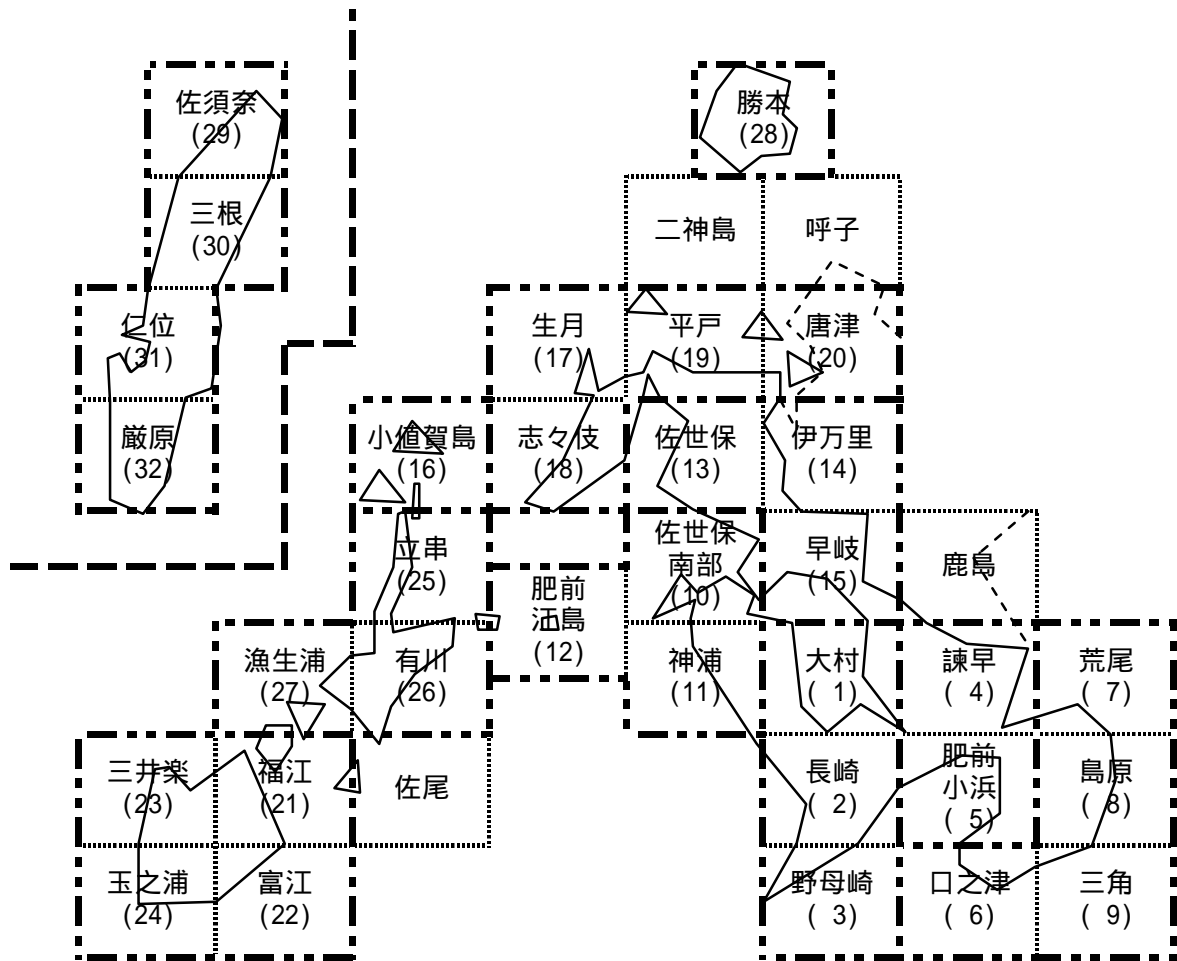 佐須奈
(29)
勝本
(28)
三根
(30)
二神島
呼子
仁位
(31)
生月
(17)
平戸
(19)
唐津
(20)
厳原
(32)
小値賀島
(16)
志々伎
(18)
佐世保
(13)
伊万里
(14)
立串
(25)
肥前
江島
(12)
佐世保
南部
(10)
早岐
(15)
鹿島
漁生浦
(27)
有川
(26)
神浦
(11)
大村
( 1)
諫早
( 4)
荒尾
( 7)
三井楽
(23)
福江
(21)
佐尾
長崎
( 2)
肥前
小浜
( 5)
島原
( 8)
玉之浦
(24)
富江
(22)
野母崎
( 3)
口之津
( 6)
三角
( 9)